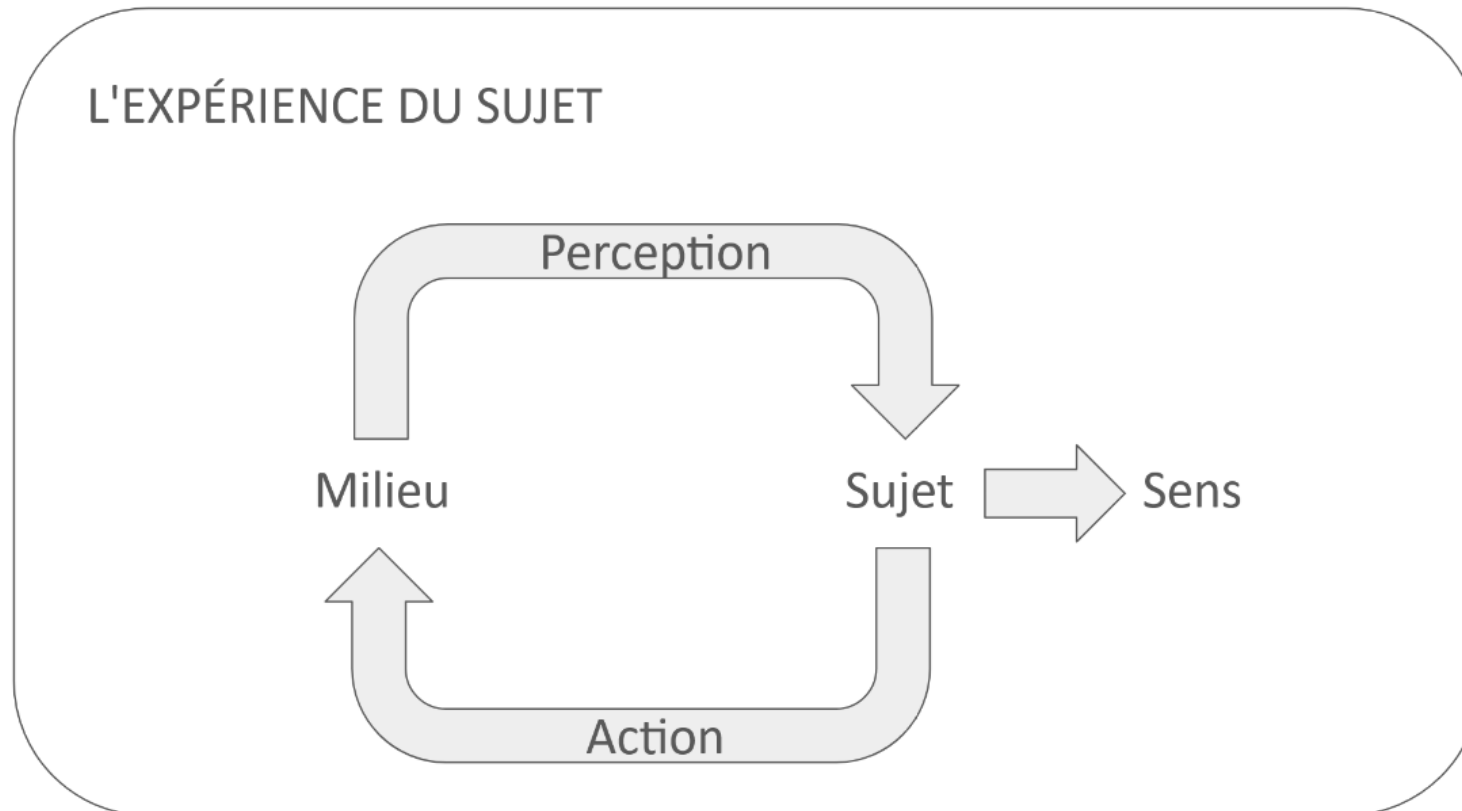 L'EXPÉRIENCE DU SUJET
Perception
Milieu
Sujet
Sens
Action